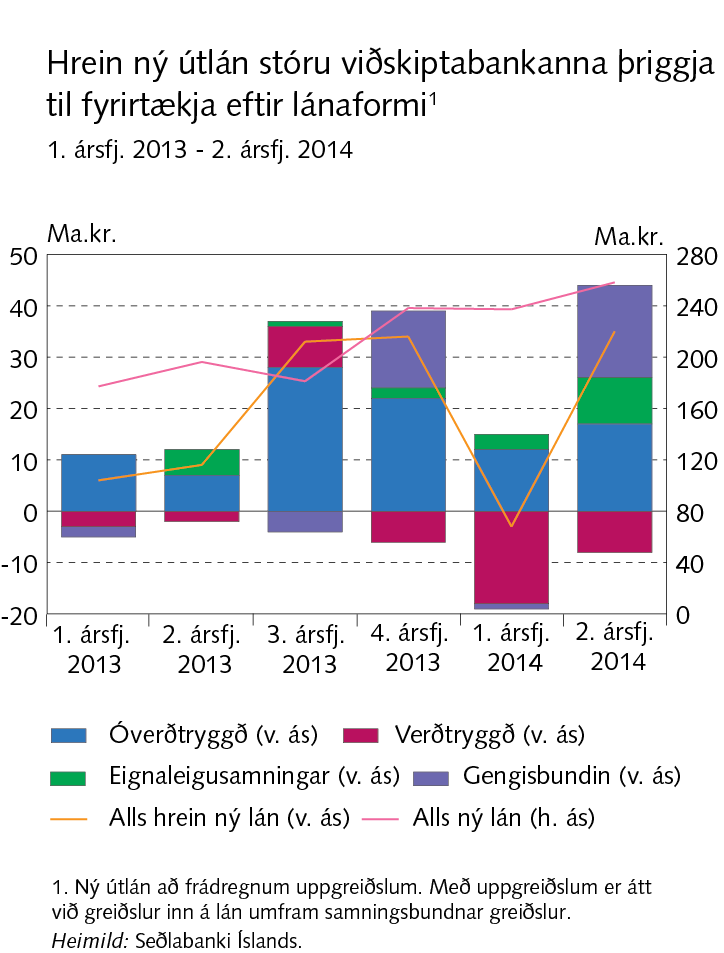 Hrein ný útlán stóru viðskiptabankanna þriggja
til fyrirtækja eftir lánaformi¹
1. ársfj. 2013 - 2. ársfj. 2014
Ma.kr. Ma.kr.
50 280
40 240
30 200
20 160
10 120
0 80
-10 40
-20 0
1. ársfj. 2. ársfj. 3. ársfj. 4. ársfj. 1. ársfj. 2. ársfj.
2013 2013 2013 2013 2014 2014
Óverðtryggð (v. ás) Verðtryggð (v. ás)
Eignaleigusamningar (v. ás) Gengisbundin (v. ás)
Alls hrein ný lán (v. ás) Alls ný lán (h. ás)
1. Ný útlán að frádregnum uppgreiðslum. Með uppgreiðslum er átt
við greiðslur inn á lán umfram samningsbundnar greiðslur.
Heimild: Seðlabanki Íslands.